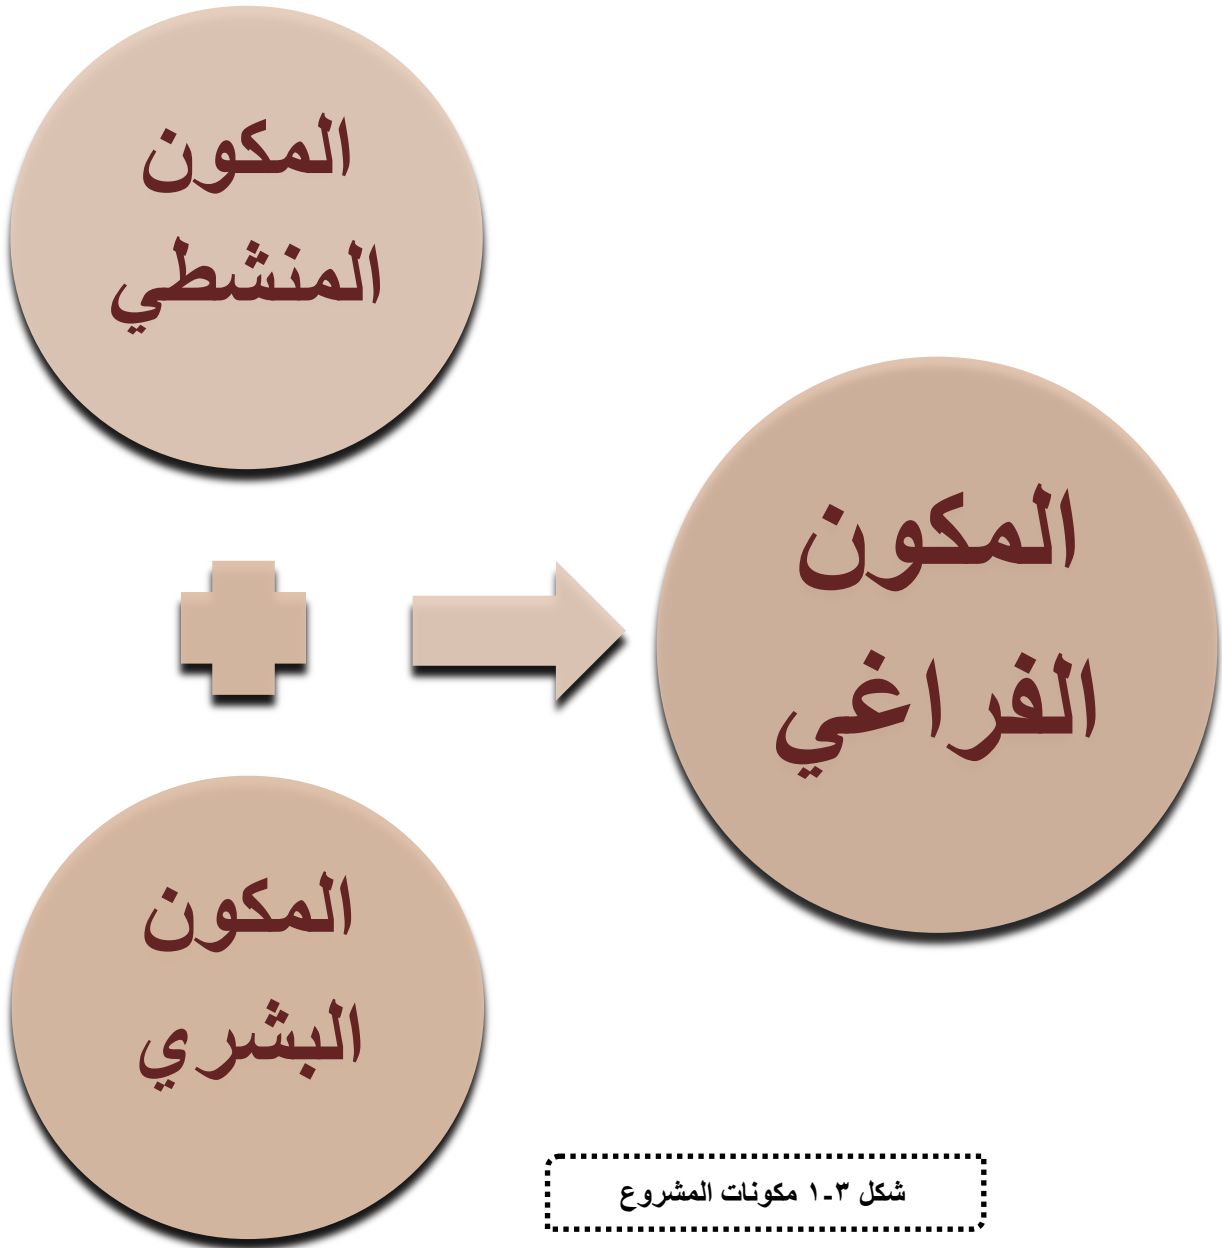 المكون
المنشطي
المكون
الفراغي
المكون
البشري
شكل ٣-١ مكونات المشروع